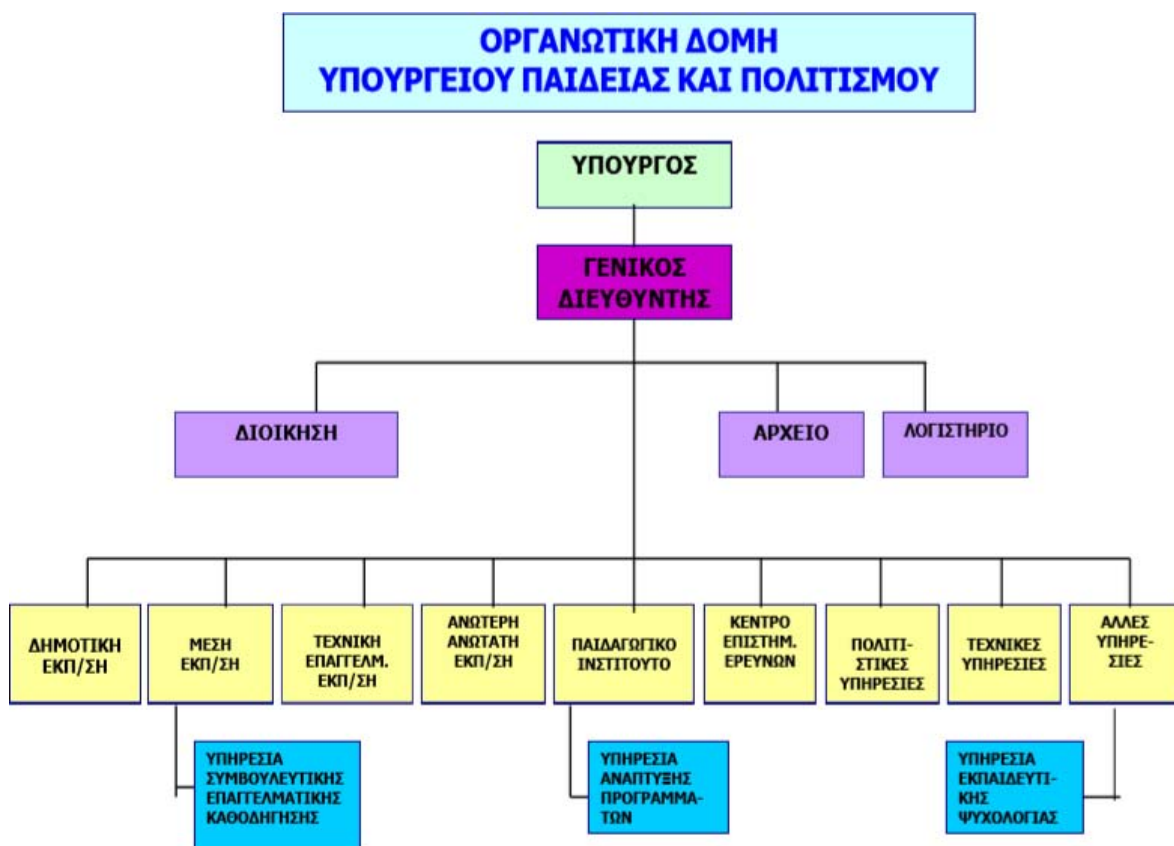 ΟΡΓΑΝΩΤΙΚΗ ΔΟΜΗ
ΥΠΟΥΡΓΕΙΟΥ ΠΑΙΔΕΙΑΣ ΚΑΙ ΠΟΛΙΤΙΣΜΟΥ
ΥΠΟΥΡΓΟΣ
ΓΕΝΙΚΟΣ
ΔΙΕΥΘΥΝΤΗΣ
ΔΙΟΙΚΗΣΗ
ΑΡΧΕΙΟ
ΛΟΓΙΣΤΗΡΙΟ
ΔΗΜΟΤΙΚΗ
ΕΚΠ/ΣΗ
ΜΕΣΗ
ΕΚΠ/ΣΗ
ΤΕΧΝΙΚΗ
ΕΠΑΓΓΕΛΜ.
ΕΚΠ/ΣΗ
ΑΝΩΤΕΡΗ
ΑΝΩΤΑΤΗ
ΕΚΠ/ΣΗ
ΠΑΙΔΑΓΩΓΙΚΟ
ΙΝΣΤΙΤΟΥΤΟ
ΚΕΝΤΡΟ
ΕΠΙΣΤΗΜ.
ΕΡΕΥΝΩΝ
ΠΟΛΙΤΙ-
ΣΤΙΚΕΣ
ΥΠΗΡΕΣΙΕΣ
ΤΕΧΝΙΚΕΣ
ΥΠΗΡΕΣΙΕΣ
ΑΛΛΕΣ
ΥΠΗΡΕ-
ΣΙΕΣ
ΥΠΗΡΕΣΙΑ
ΣΥΜΒΟΥΛΕΥΤΙΚΗΣ
ΕΠΑΓΓΕΛΜΑΤΙΚΗΣ
ΚΑΘΟΔΗΓΗΣΗΣ
ΥΠΗΡΕΣΙΑ
ΑΝΑΠΤΥΞΗΣ
ΠΡΟΓΡΑΜΜΑ-
ΤΩΝ
ΥΠΗΡΕΣΙΑ
ΕΚΠΑΙΔΕΥΤΙ-
ΚΗΣ
ΨΥΧΟΛΟΓΙΑΣ